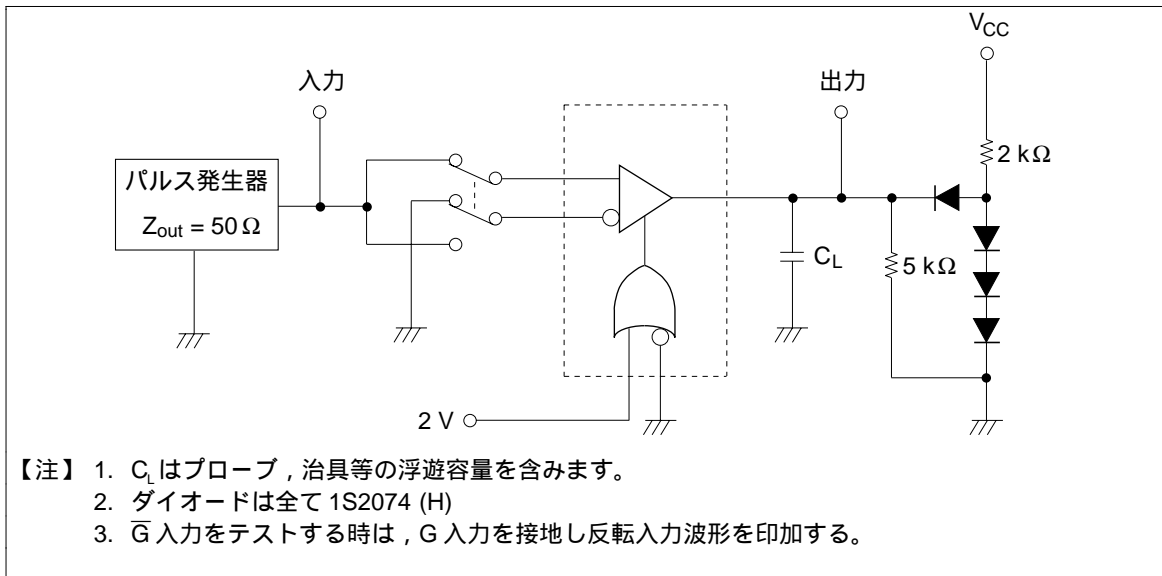 V_CC
入力
出力
2 kΩ
パルス発生器
Z_out = 50 Ω
C_L
5 kΩ
2 V
【注】 1. C_Lはプローブ，治具等の浮遊容量を含みます。
2. ダイオードは全て 1S2074 (H)
3. G̅ 入力をテストする時は，G 入力を接地し反転入力波形を印加する。